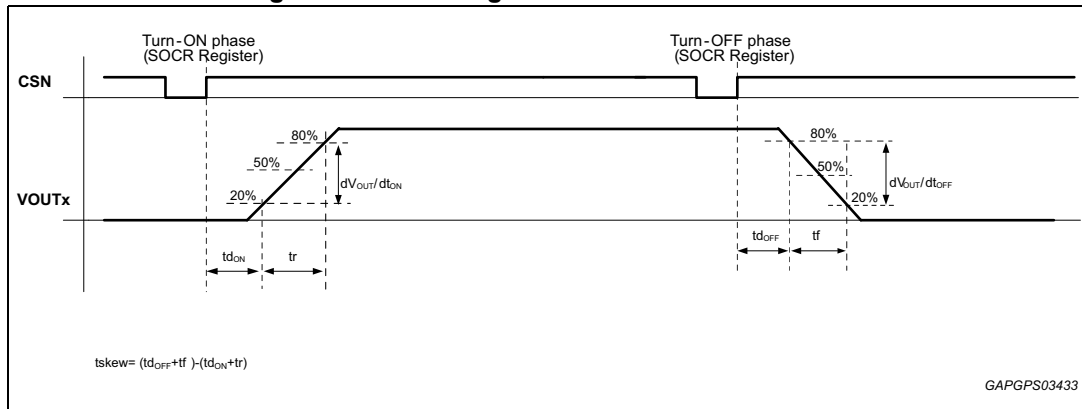 Turn-ON phase
(SOCR Register)
Turn-OFF phase
(SOCR Register)
CSN
80%
80%
50%
50%
dVOUT/dtON
dVOUT/dtOFF
20%
20%
VOUTx
tdON
tr
tdOFF
tf
tskew= (tdOFF+tf )-(tdON+tr)
GAPGPS03433